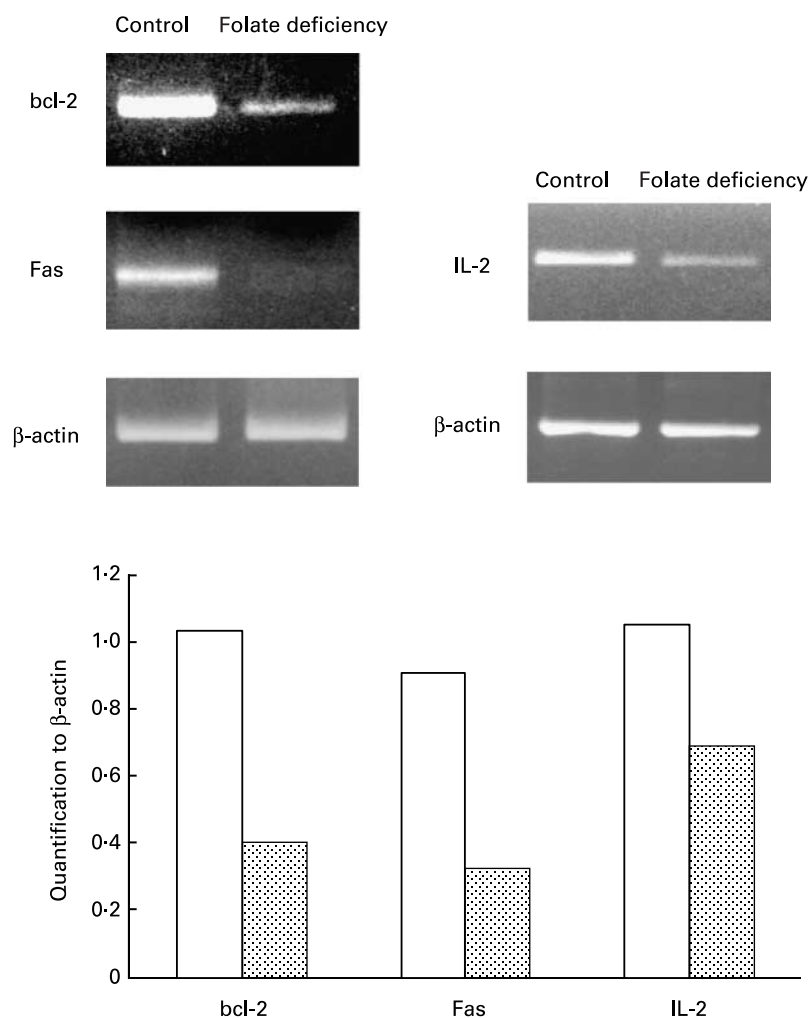 Control Folate deficiency
bcl-2
Fas
β-actin
Control Folate deficiency
IL-2
β-actin
Quantification to β-actin
1·2
1·0
0·8
0·6
0·4
0·2
0
bcl-2 Fas IL-2